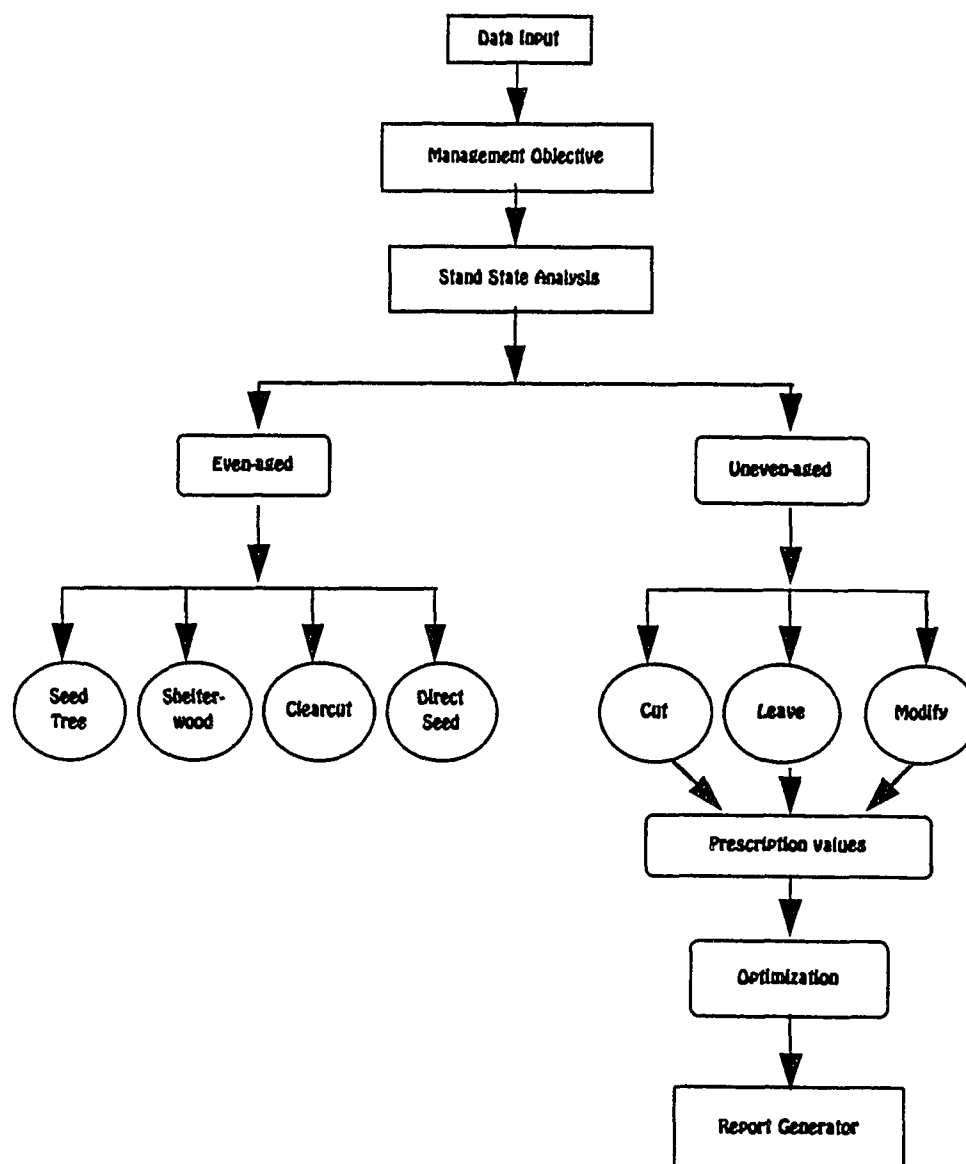 Data Input
Management Objective
Stand State Analysis
Even-aged
Uneven-aged
Seed
Tree
Shelter-
wood
Clearcut
Direct
Seed
Cut
Leave
Modify
Prescription values
Optimization
Report Generator